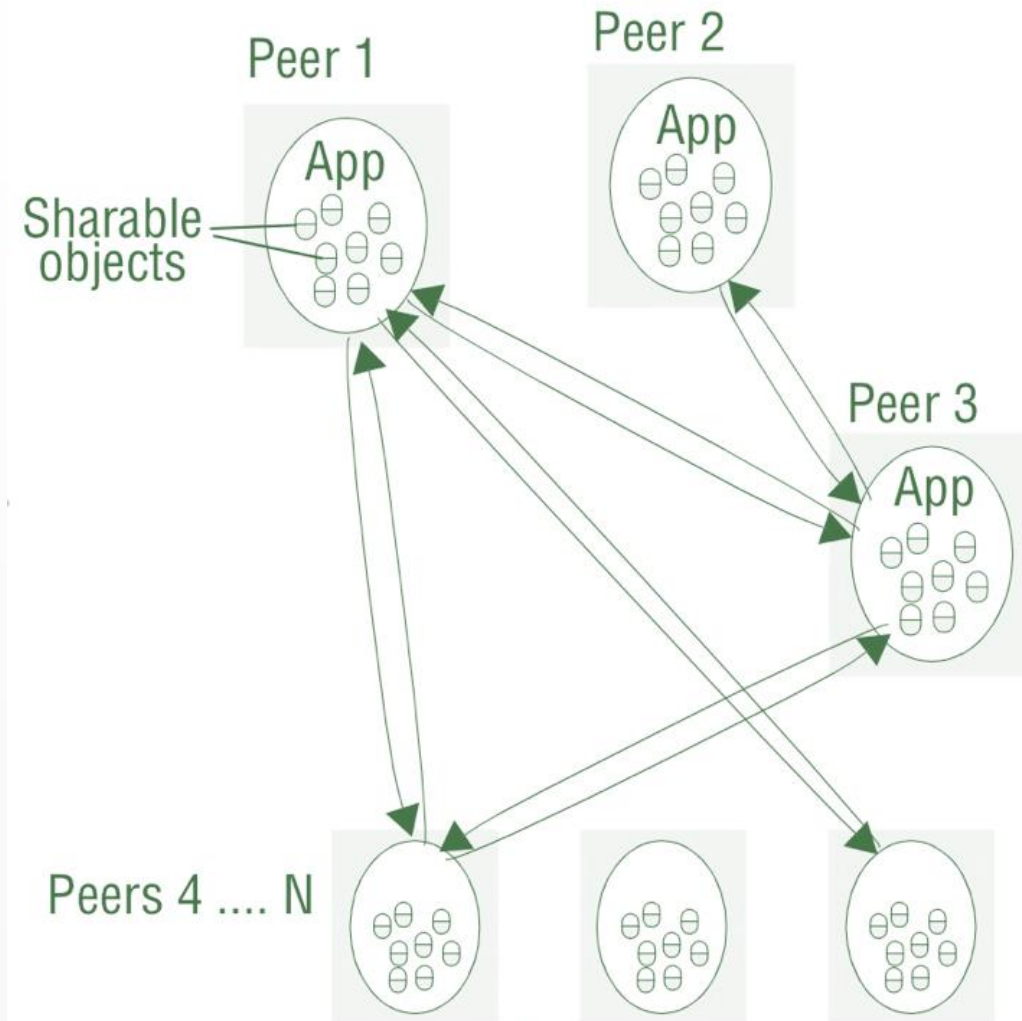 Peer 1
Peer 2
App
App
Sharable
objects
Peer 3
App
Peers 4 .... N